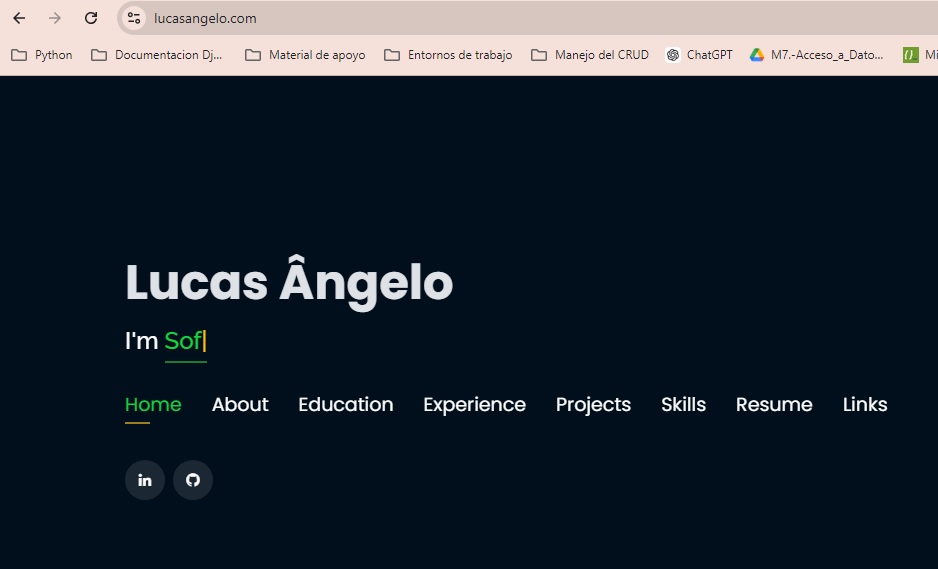 lucasangelo.com
Python Documentacion Dj... Material de apoyo Entornos de trabajo Manejo del CRUD ChatGPT M7.-Acceso_a_Dato... Mi
Lucas Ângelo
I'm Sof|
Home About Education Experience Projects Skills Resume Links
in